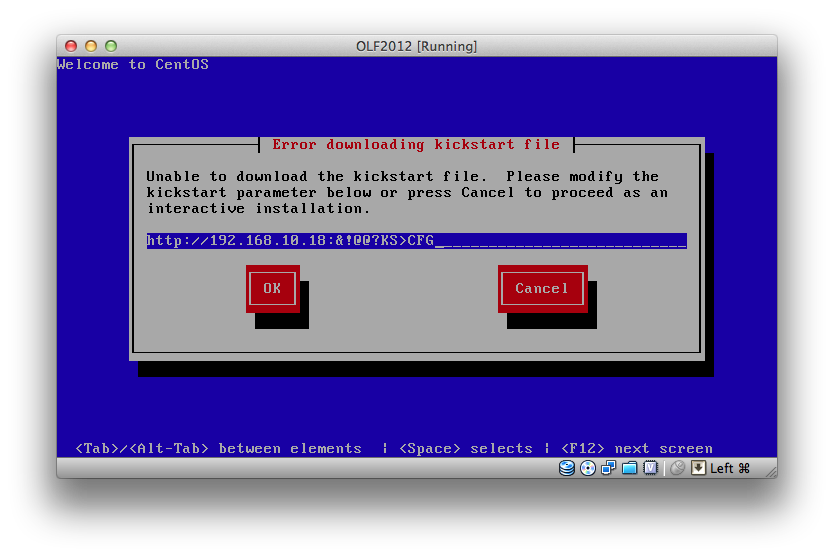 OLF2012 [Running]
Welcome to CentOS
Error downloading kickstart file
Unable to download the kickstart file.  Please modify the
kickstart parameter below or press Cancel to proceed as an
interactive installation.
http://192.168.10.18:&!@@?KS>CFG____________________________
OK Cancel
<Tab>/<Alt-Tab> between elements  | <Space> selects | <F12> next screen
V Left ⌘